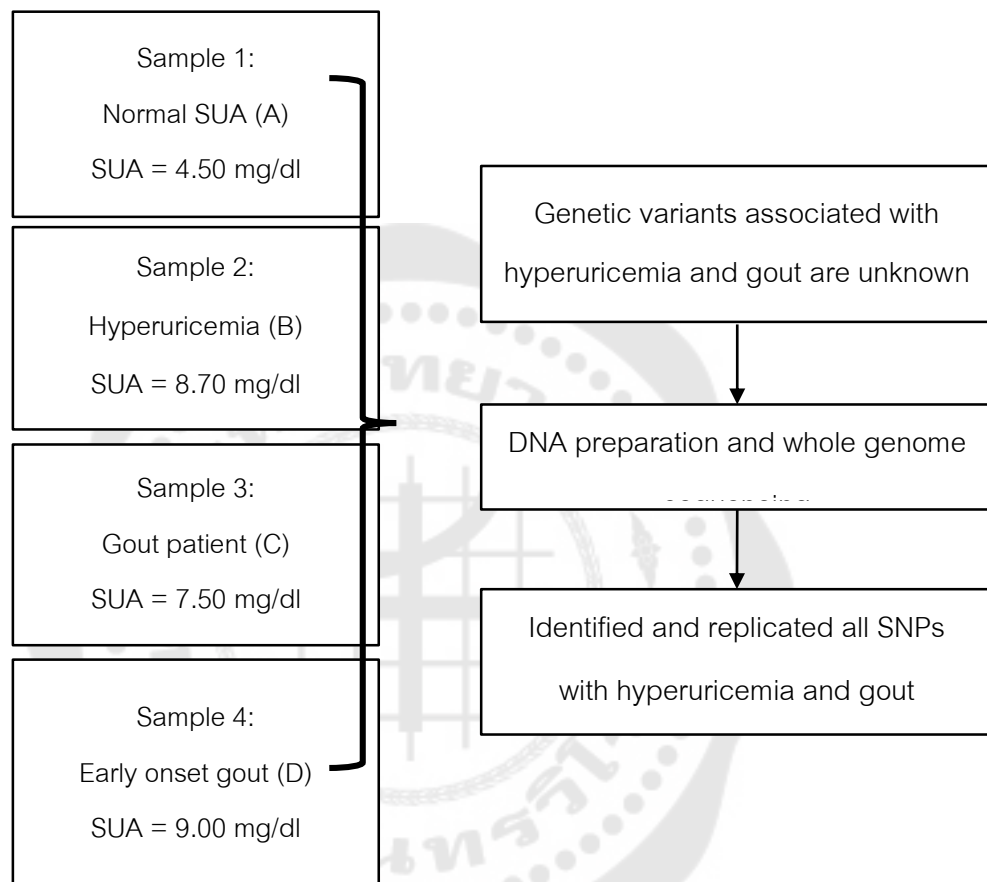 Sample 1:
Normal SUA (A)
SUA = 4.50 mg/dl
Sample 2:
Hyperuricemia (B)
SUA = 8.70 mg/dl
Sample 3:
Gout patient (C)
SUA = 7.50 mg/dl
Sample 4:
Early onset gout (D)
SUA = 9.00 mg/dl
Genetic variants associated with
hyperuricemia and gout are unknown
DNA preparation and whole genome
Identified and replicated all SNPs
with hyperuricemia and gout